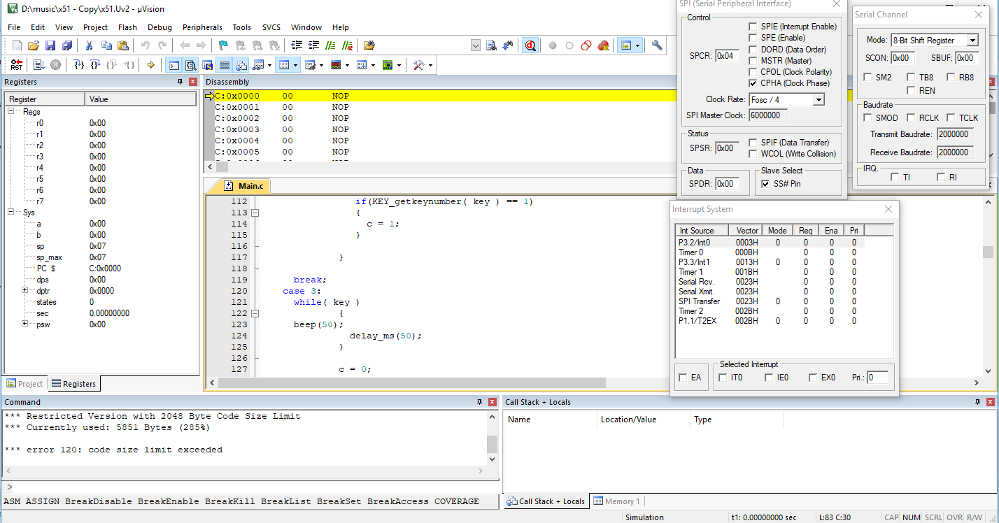 D:\music\x51 - Copy\x51.Uv2 - µVision
File Edit View Project Flash Debug Peripherals Tools SVCS Window Help
RST
Registers
Register Value
Regs
r0 0x00
r1 0x00
r2 0x00
r3 0x00
r4 0x00
r5 0x00
r6 0x00
r7 0x00
Sys
a 0x00
b 0x00
sp 0x07
sp_max 0x07
PC $ C:0x0000
dps 0x00
dptr 0x0000
states 0
sec 0.00000000
psw 0x00
Project Registers
Disassembly
C:0x0000 00 NOP
C:0x0001 00 NOP
C:0x0002 00 NOP
C:0x0003 00 NOP
C:0x0004 00 NOP
C:0x0005 00 NOP
Main.c
112 if(KEY_getkeynumber( key ) == 1)
113 {
114 c = 1;
115 }
116
117 }
118
119 break;
120 case 3:
121 while( key )
122 {
123 beep(50);
124 delay_ms(50);
125 }
126
127 c = 0;
SPI (Serial Peripheral Interface)
Control
SPIE (Interrupt Enable)
SPE (Enable)
SPCR: 0x04
DORD (Data Order)
MSTR (Master)
CPOL (Clock Polarity)
CPHA (Clock Phase)
Clock Rate: Fosc / 4
SPI Master Clock: 6000000
Status
SPSR: 0x00
SPIF (Data Transfer)
WCOL (Write Collision)
Data
SPDR: 0x00
Slave Select
SS# Pin
Serial Channel
Mode: 8-Bit Shift Register
SCON: 0x00 SBUF: 0x00
SM2 TB8 RB8
REN
Baudrate
SMOD RCLK TCLK
Transmit Baudrate: 2000000
Receive Baudrate: 2000000
IRQ.
TI RI
Interrupt System
Int Source Vector Mode Req Ena Pri
P3.2/Int0 0003H 0 0 0 0
Timer 0 000BH 0 0 0
P3.3/Int1 0013H 0 0 0 0
Timer 1 001BH 0 0 0
Serial Rcv. 0023H 0 0 0
Serial Xmit. 0023H 0 0 0
SPI Transfer 0023H 0 0 0 0
Timer 2 002BH 0 0 0
P1.1/T2EX 002BH 0 0 0 0
EA
Selected Interrupt
IT0 IE0 EX0 Pri.: 0
Command
*** Restricted Version with 2048 Byte Code Size Limit
*** Currently used: 5851 Bytes (285%)
*** error 120: code size limit exceeded
>
ASM ASSIGN BreakDisable BreakEnable BreakKill BreakList BreakSet BreakAccess COVERAGE
Call Stack + Locals
Name Location/Value Type
Call Stack + Locals Memory 1
Simulation t1: 0.00000000 sec L:83 C:30 CAP NUM SCRL OVR R/W